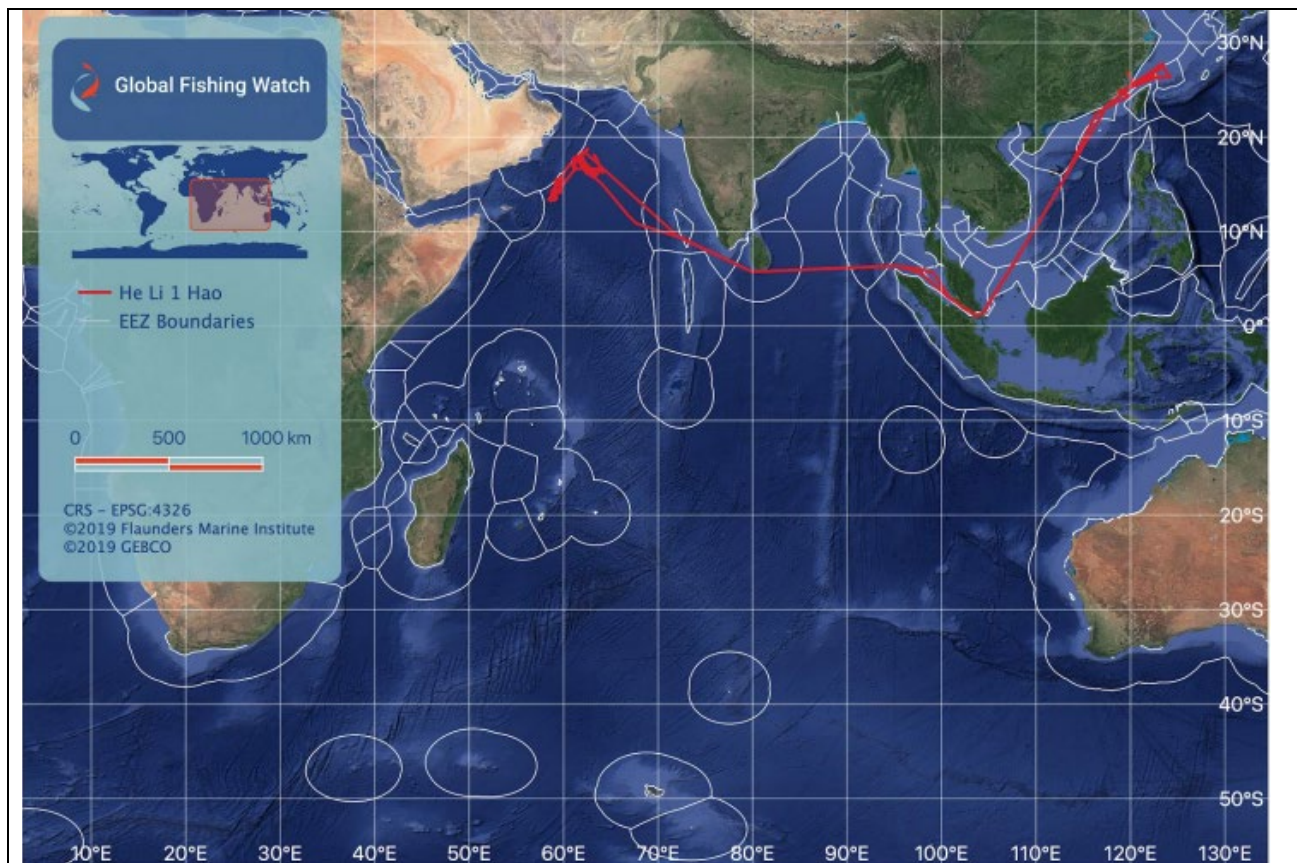 Global Fishing Watch
He Li 1 Hao
EEZ Boundaries
0 500 1000 km
CRS – EPSG:4326
©2019 Flaunders Marine Institute
©2019 GEBCO
30°N
20°N
10°N
0°
10°S
20°S
30°S
40°S
50°S
10°E 20°E 30°E 40°E 50°E 60°E 70°E 80°E 90°E 100°E 110°E 120°E 130°E